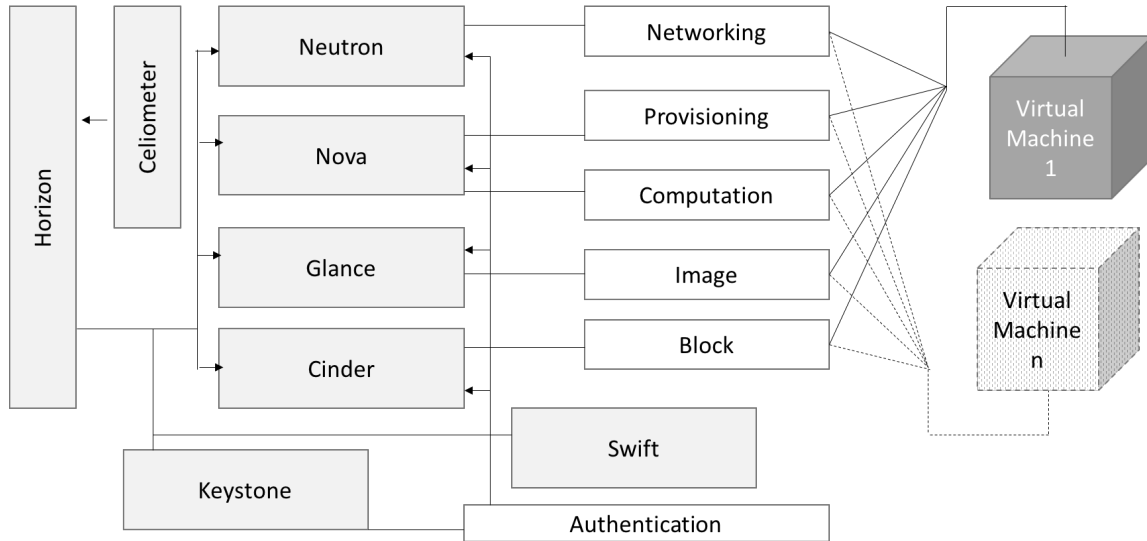 Horizon
Celiometer
Neutron
Nova
Glance
Cinder
Networking
Provisioning
Computation
Image
Block
Swift
Keystone
Authentication
Virtual
Machine
1
Virtual
Machine
n